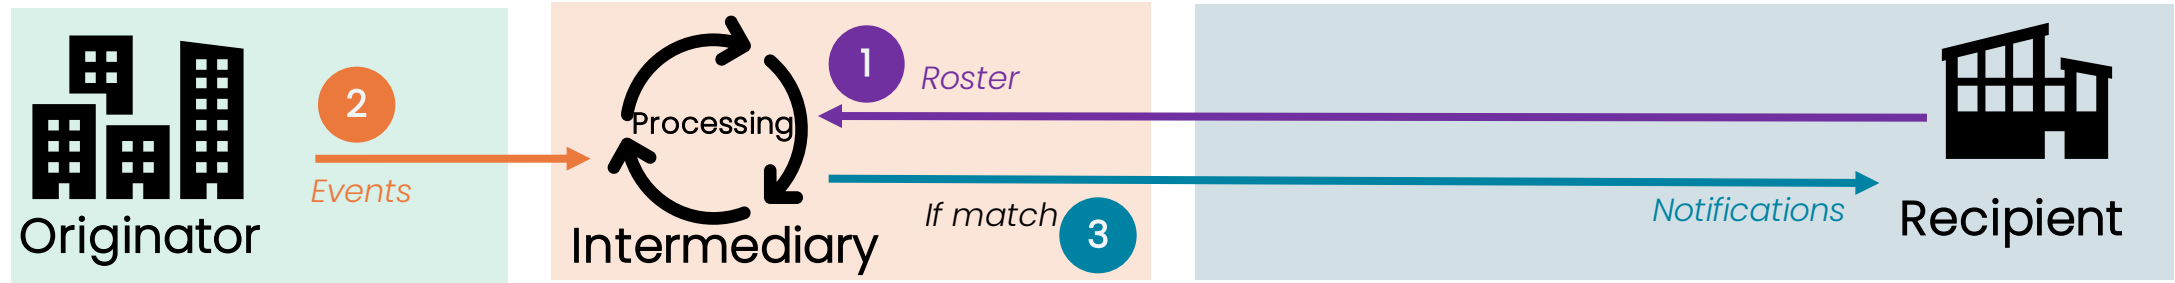 2
Events
Originator
Processing
Intermediary
1
Roster
If match
3
Notifications
Recipient